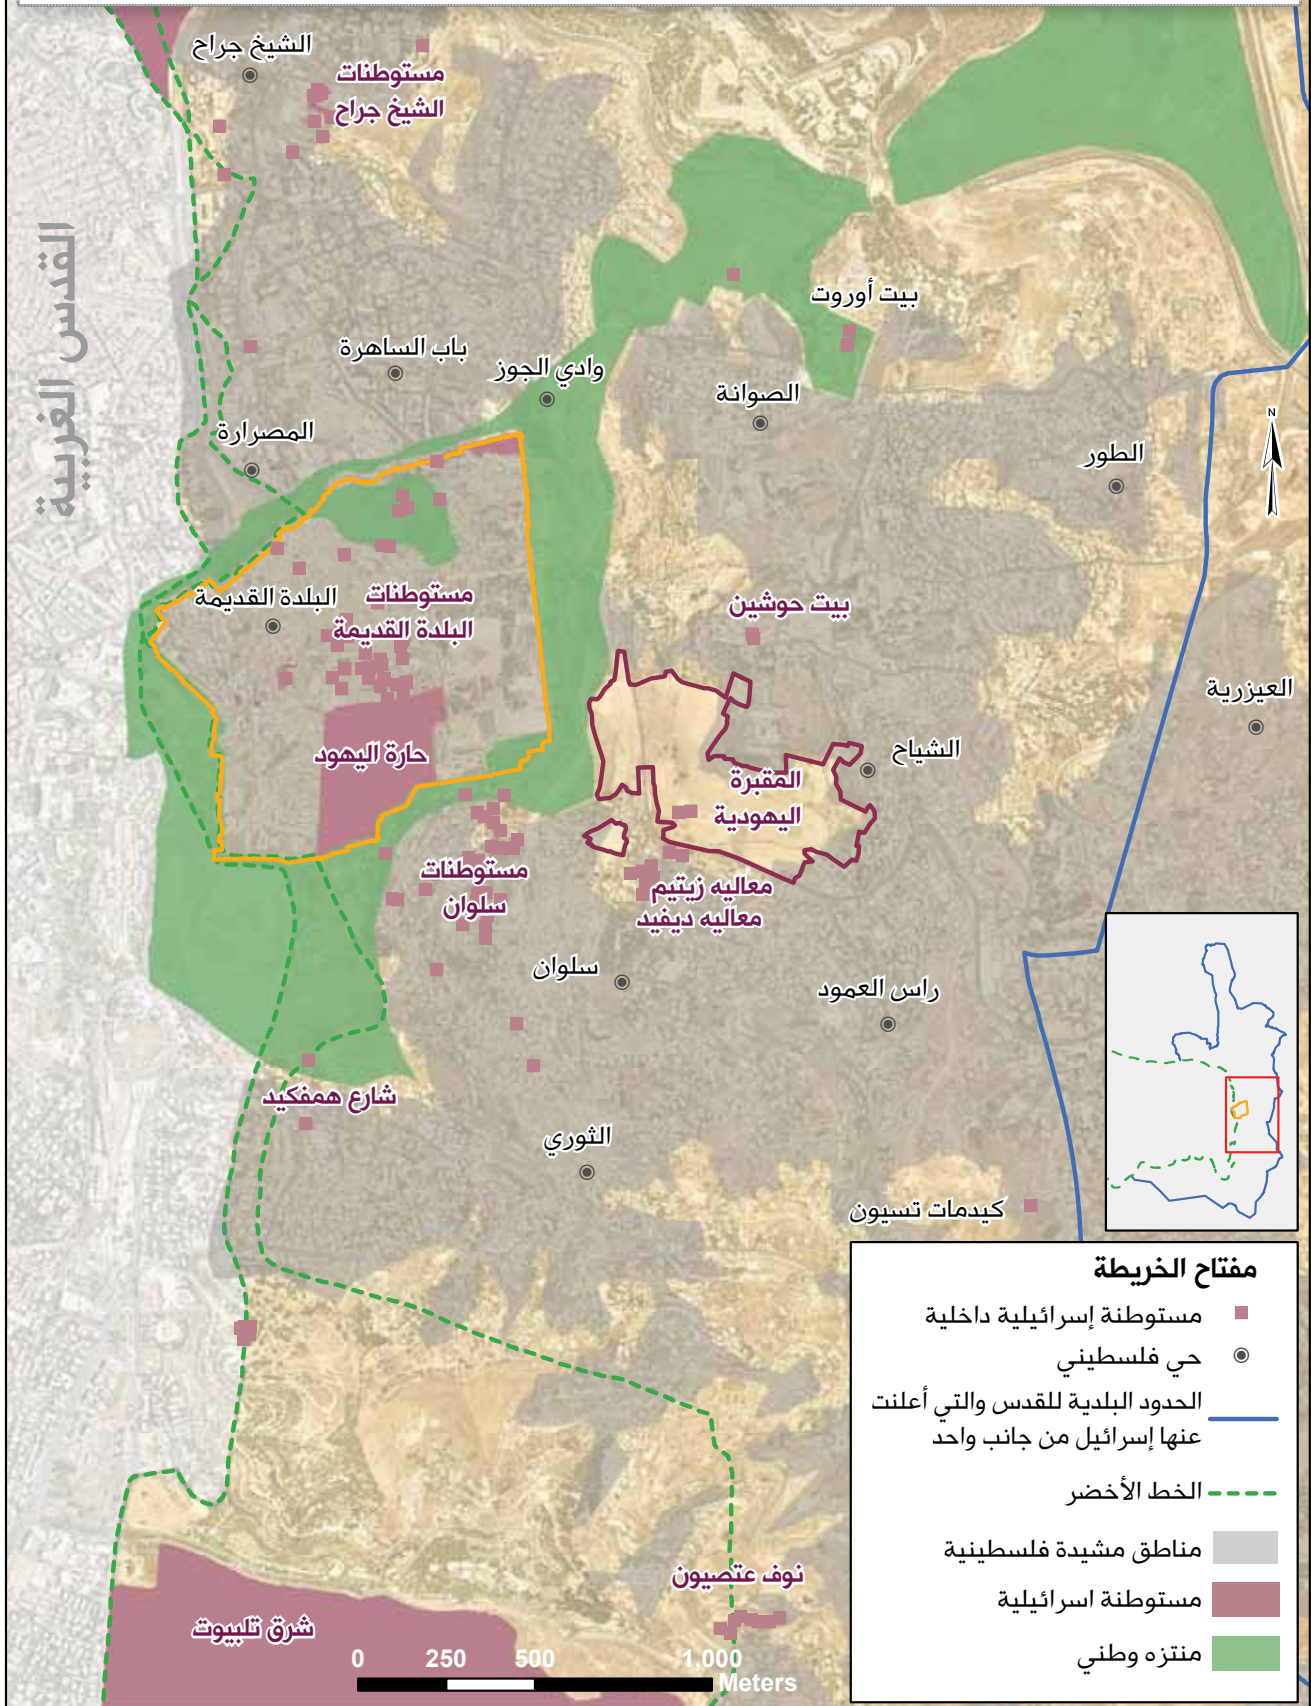 الشيخ جراح
مستوطنات
الشيخ جراح
القدس الغربية
بيت أوروت
باب الساهرة
وادي الجوز
الصوانة
المصرارة
الطور
N
البلدة القديمة
مستوطنات
البلدة القديمة
بيت حوشين
العيزرية
الشياح
حارة اليهود
المقبرة
اليهودية
مستوطنات
سلوان
معاليه زيتيم
معاليه ديفيد
سلوان
راس العمود
شارع همفكيد
الثوري
كيدمات تسيون
مفتاح الخريطة
مستوطنة إسرائيلية داخلية
حي فلسطيني
الحدود البلدية للقدس والتي أعلنت
عنها إسرائيل من جانب واحد
الخط الأخضر
مناطق مشيدة فلسطينية
مستوطنة اسرائيلية
منتزه وطني
نوف عتصيون
شرق تلبيوت
0 250 500 1,000
Meters